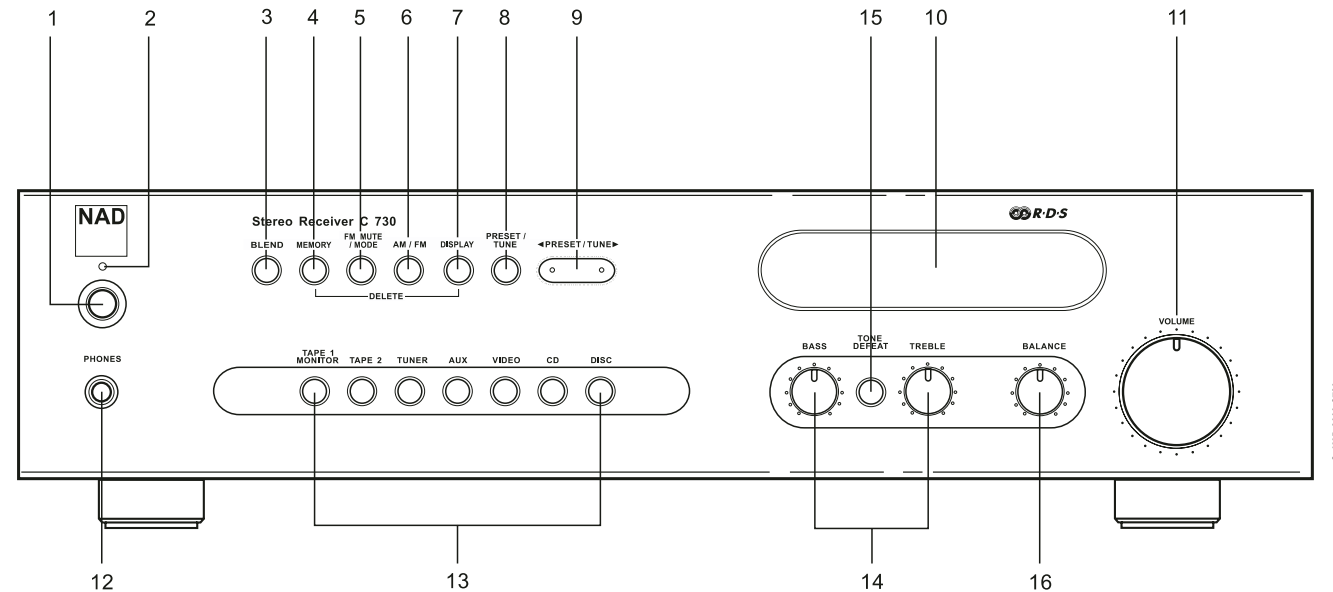 1 2 3 4 5 6 7 8 9 15 10 11
NAD
Stereo Receiver C 730
R·D·S
BLEND
MEMORY
FM MUTE
/ MODE
AM / FM
DISPLAY
PRESET /
TUNE
◄PRESET / TUNE►
DELETE
VOLUME
PHONES
TAPE 1
MONITOR
TAPE 2
TUNER
AUX
VIDEO
CD
DISC
BASS
TONE
DEFEAT
TREBLE
BALANCE
12 13 14 16